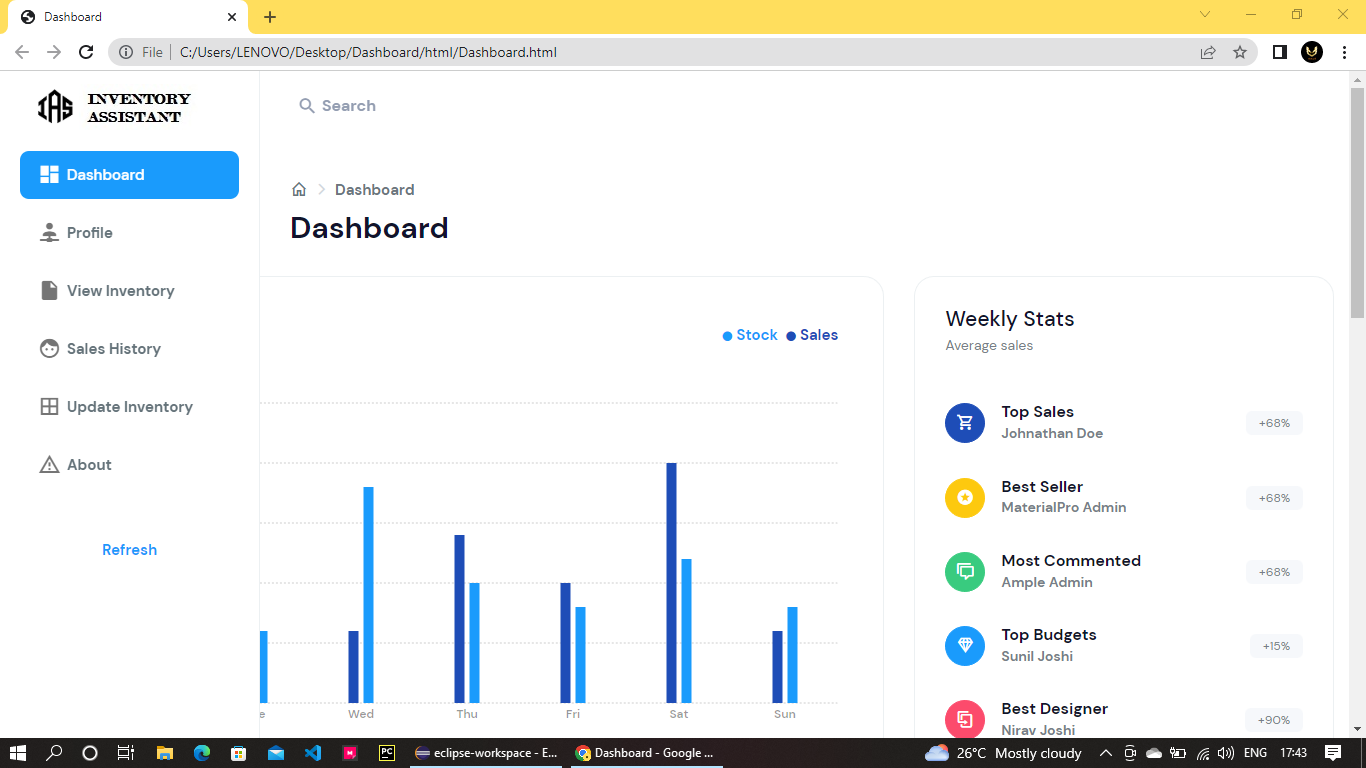 Dashboard
File
C:/Users/LENOVO/Desktop/Dashboard/html/Dashboard.html
IAS
INVENTORY
ASSISTANT
Search
Dashboard
Profile
View Inventory
Sales History
Update Inventory
About
Refresh
Dashboard
Dashboard
Stock Sales
e Wed Thu Fri Sat Sun
Weekly Stats
Average sales
Top Sales
Johnathan Doe
+68%
Best Seller
MaterialPro Admin
+68%
Most Commented
Ample Admin
+68%
Top Budgets
Sunil Joshi
+15%
Best Designer
Nirav Joshi
+90%
PC
eclipse-workspace - E...
Dashboard - Google ...
26°C Mostly cloudy
ENG
17:43